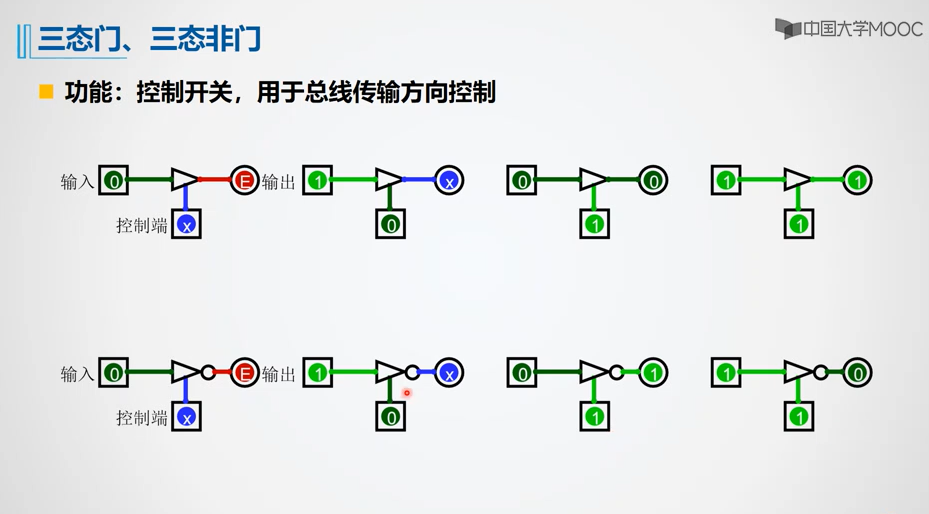 三态门、三态非门
中国大学MOOC
功能：控制开关，用于总线传输方向控制
输入 0 E 输出 1 x 0 0 1 1
控制端 x 0 1 1
输入 0 E 输出 1 x 0 1 1 0
控制端 x 0 1 1